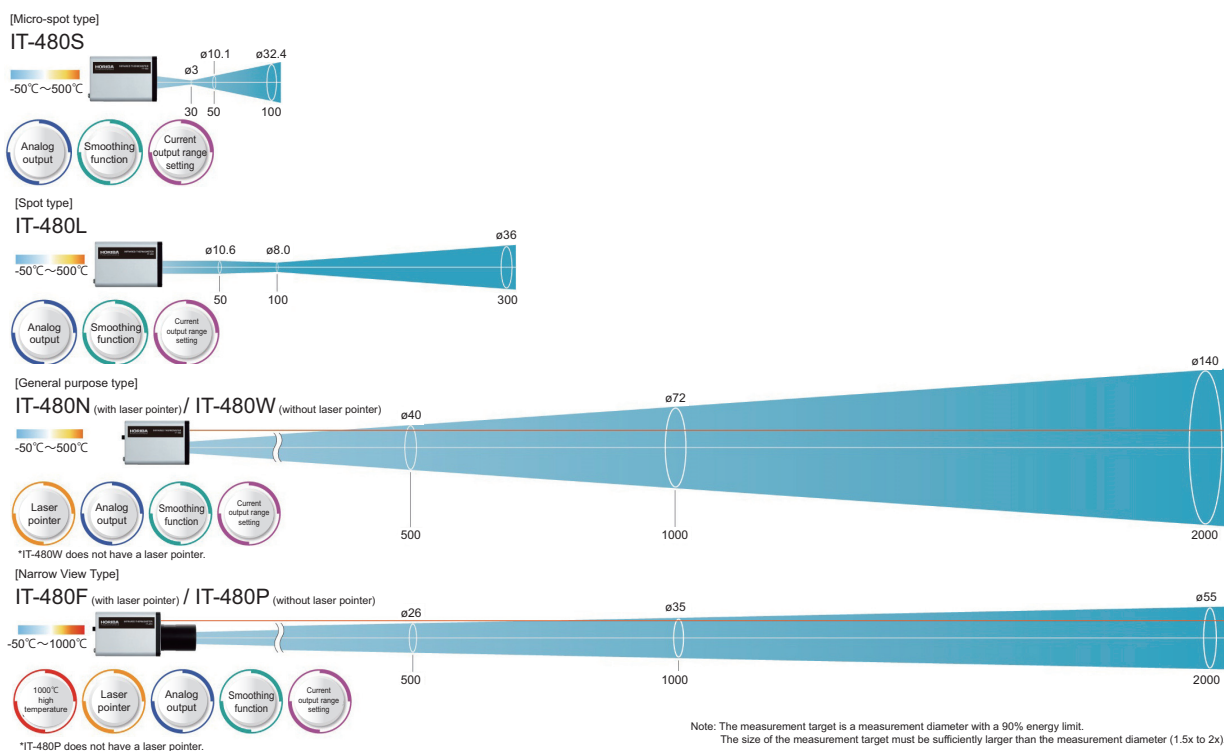 [Micro-spot type]
IT-480S
ø3
ø10.1
ø32.4
HORIBA
-50℃～500℃
30
50
100
Analog
output
Smoothing
function
Current
output range
setting
[Spot type]
IT-480L
ø10.6
ø8.0
ø36
HORIBA
-50℃～500℃
50
100
300
Analog
output
Smoothing
function
Current
output range
setting
[General purpose type]
IT-480N (with laser pointer) / IT-480W (without laser pointer)
ø40
ø72
ø140
HORIBA
-50℃～500℃
Laser
pointer
Analog
output
Smoothing
function
Current
output range
setting
500
1000
2000
*IT-480W does not have a laser pointer.
[Narrow View Type]
IT-480F (with laser pointer) / IT-480P (without laser pointer)
ø26
ø35
ø55
HORIBA
-50℃～1000℃
500
1000
2000
1000℃
high
temperature
Laser
pointer
Analog
output
Smoothing
function
Current
output range
setting
*IT-480P does not have a laser pointer.
Note: The measurement target is a measurement diameter with a 90% energy limit.
The size of the measurement target must be sufficiently larger than the measurement diameter (1.5x to 2x)